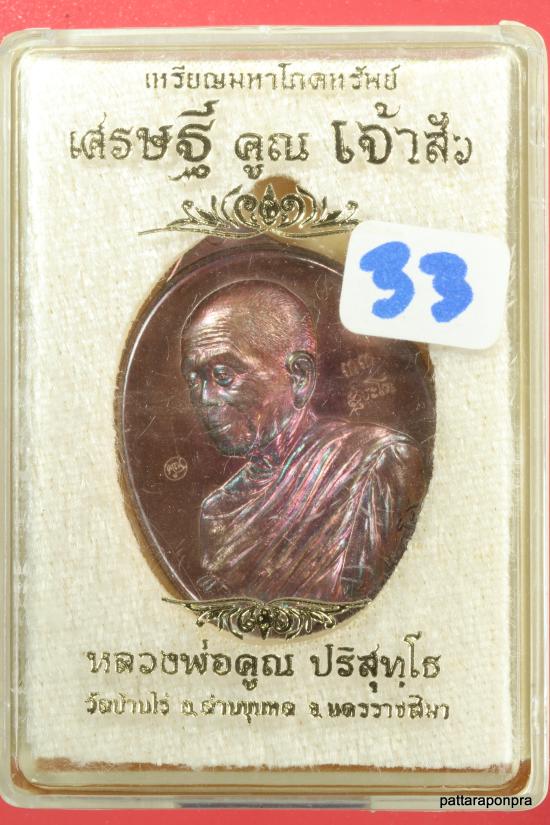 เหรียญมหาโภคทรัพย์
เศรษฐี คูณ เจ้าสัว
33
หลวงพ่อคูณ ปริสุทฺโธ
วัดบ้านไร่ อ.ด่านขุนทด จ.นครราชสีมา
pattaraponpra